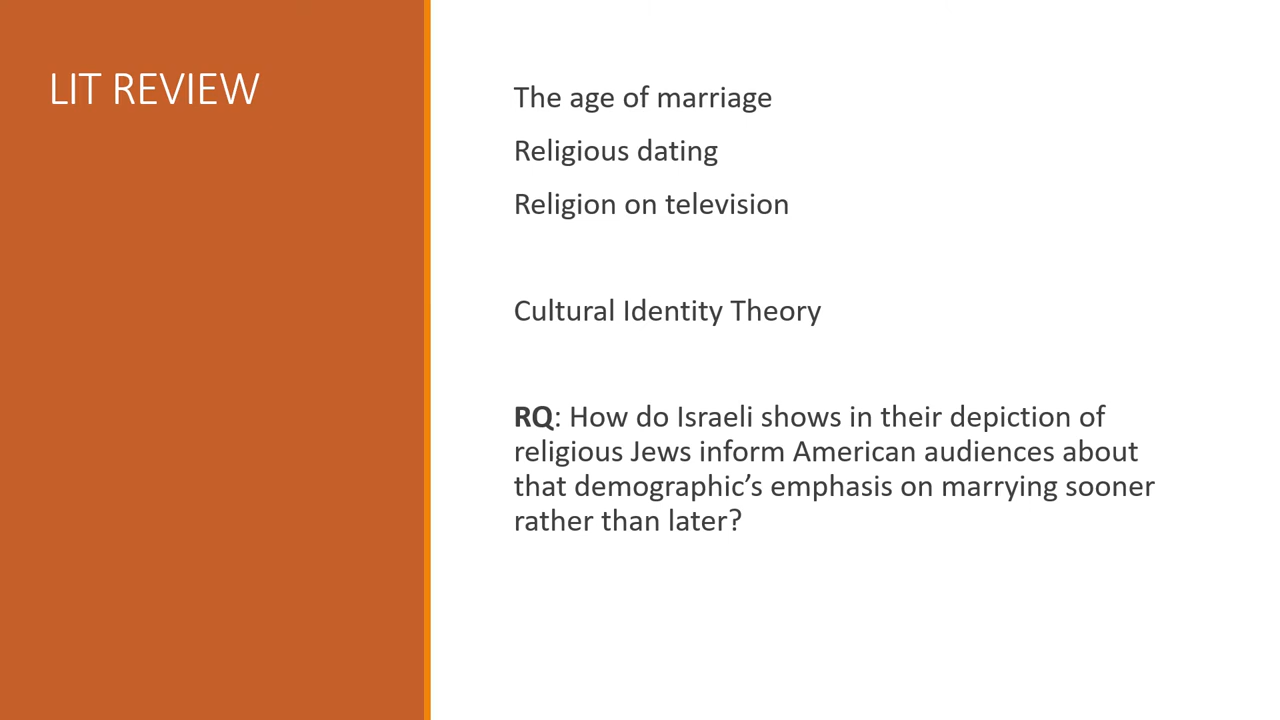 LIT REVIEW
The age of marriage
Religious dating
Religion on television
Cultural Identity Theory
RQ: How do Israeli shows in their depiction of
religious Jews inform American audiences about
that demographic’s emphasis on marrying sooner
rather than later?